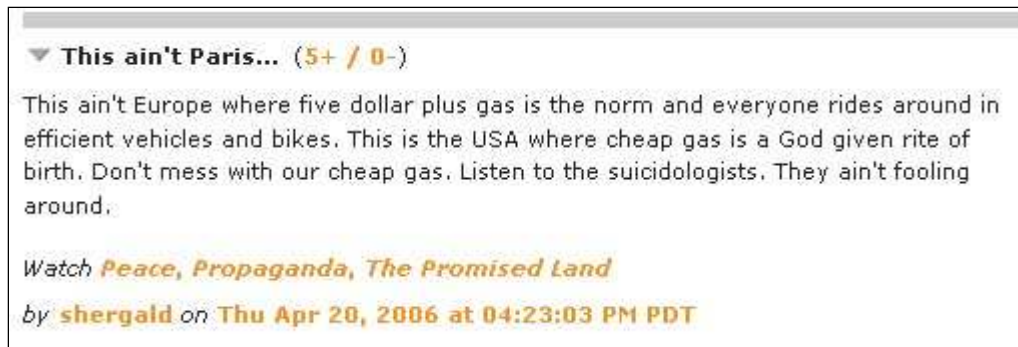 This ain't Paris... (5+ / 0-)
This ain't Europe where five dollar plus gas is the norm and everyone rides around in
efficient vehicles and bikes. This is the USA where cheap gas is a God given rite of
birth. Don't mess with our cheap gas. Listen to the suicidologists. They ain't fooling
around.
Watch Peace, Propaganda, The Promised Land
by shergald on Thu Apr 20, 2006 at 04:23:03 PM PDT